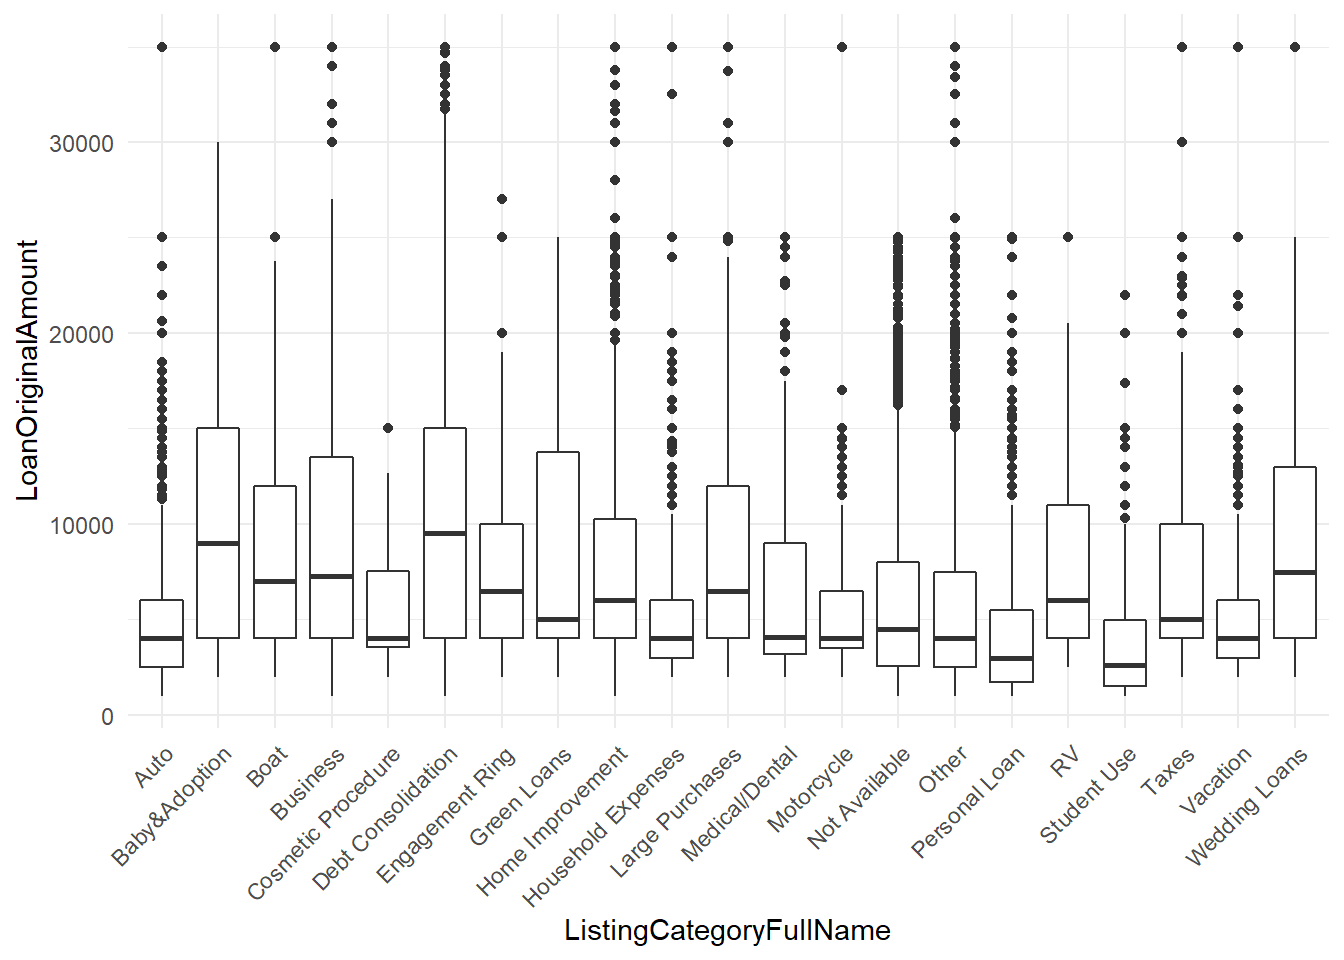 LoanOriginalAmount
30000
20000
10000
0
Auto
Baby&Adoption
Boat
Business
Cosmetic Procedure
Debt Consolidation
Engagement Ring
Green Loans
Home Improvement
Household Expenses
Large Purchases
Medical/Dental
Motorcycle
Not Available
Other
Personal Loan
RV
Student Use
Taxes
Vacation
Wedding Loans
ListingCategoryFullName